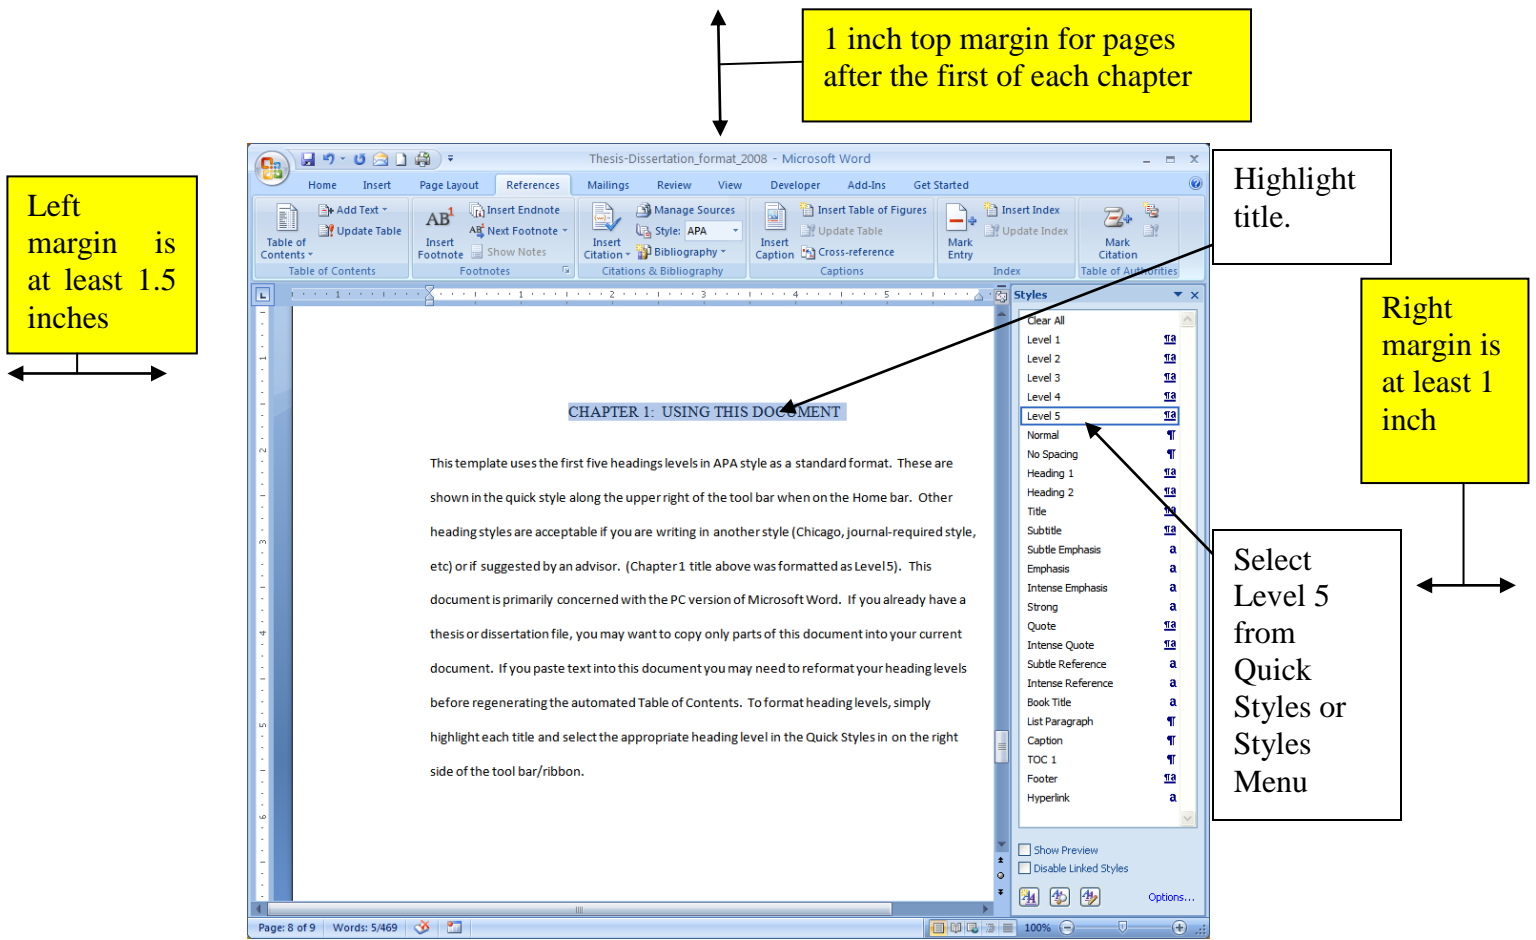 1 inch top margin for pages
after the first of each chapter
Left
margin is
at least 1.5
inches
Highlight
title.
Right
margin is
at least 1
inch
Select
Level 5
from
Quick
Styles or
Styles
Menu
Thesis-Dissertation_format_2008 - Microsoft Word
Home Insert Page Layout References Mailings Review View Developer Add-Ins Get Started
Table of
Contents
Add Text
Update Table
Table of Contents
AB1
Insert
Footnote
Insert Endnote
Next Footnote
Show Notes
Footnotes
Insert
Citation
Manage Sources
Style: APA
Bibliography
Citations & Bibliography
Insert
Caption
Insert Table of Figures
Update Table
Cross-reference
Captions
Mark
Entry
Insert Index
Update Index
Index
Mark
Citation
Table of Authorities
1 1 2 3 4 5
1
2
3
4
5
6
CHAPTER 1:  USING THIS DOCUMENT
This template uses the first five headings levels in APA style as a standard format.  These are
shown in the quick style along the upper right of the tool bar when on the Home bar.  Other
heading styles are acceptable if you are writing in another style (Chicago, journal-required style,
etc) or if suggested by an advisor.  (Chapter 1 title above was formatted as Level 5).  This
document is primarily concerned with the PC version of Microsoft Word.  If you already have a
thesis or dissertation file, you may want to copy only parts of this document into your current
document.  If you paste text into this document you may need to reformat your heading levels
before regenerating the automated Table of Contents.  To format heading levels, simply
highlight each title and select the appropriate heading level in the Quick Styles in on the right
side of the tool bar/ribbon.
Styles
Clear All
Level 1 ¶a
Level 2 ¶a
Level 3 ¶a
Level 4 ¶a
Level 5 ¶a
Normal ¶
No Spacing ¶
Heading 1 ¶a
Heading 2 ¶a
Title ¶a
Subtitle ¶a
Subtle Emphasis a
Emphasis a
Intense Emphasis a
Strong a
Quote ¶a
Intense Quote ¶a
Subtle Reference a
Intense Reference a
Book Title a
List Paragraph ¶
Caption ¶
TOC 1 ¶
Footer ¶a
Hyperlink a
Show Preview
Disable Linked Styles
Options...
Page: 8 of 9 Words: 5/469 100%